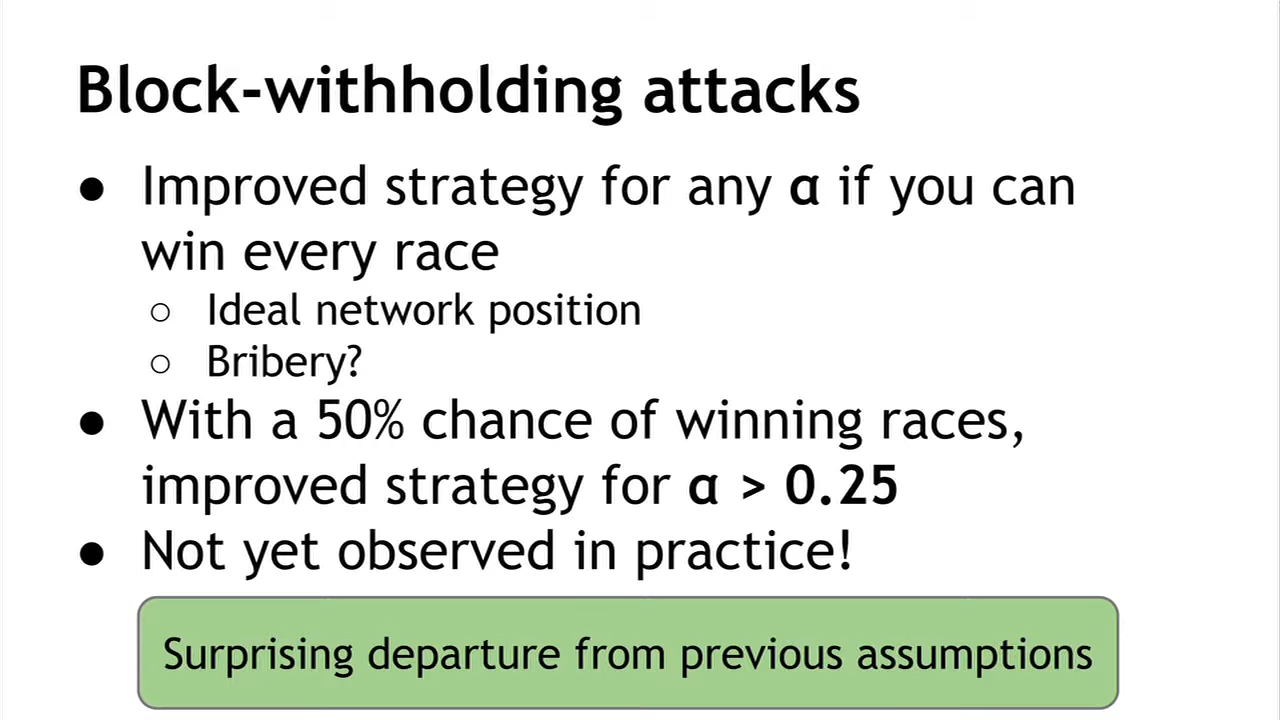 Block-withholding attacks
● Improved strategy for any α if you can
win every race
○ Ideal network position
○ Bribery?
● With a 50% chance of winning races,
improved strategy for α > 0.25
● Not yet observed in practice!
Surprising departure from previous assumptions